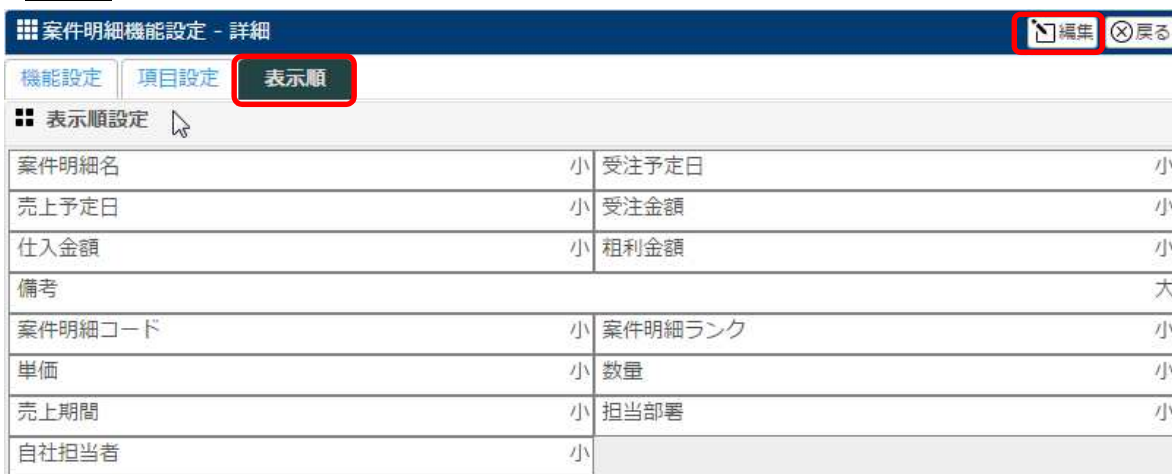 案件明細機能設定 - 詳細 編集 戻る
機能設定 項目設定 表示順
表示順設定
案件明細名 小 受注予定日 小
売上予定日 小 受注金額 小
仕入金額 小 粗利金額 小
備考 大
案件明細コード 小 案件明細ランク 小
単価 小 数量 小
売上期間 小 担当部署 小
自社担当者 小